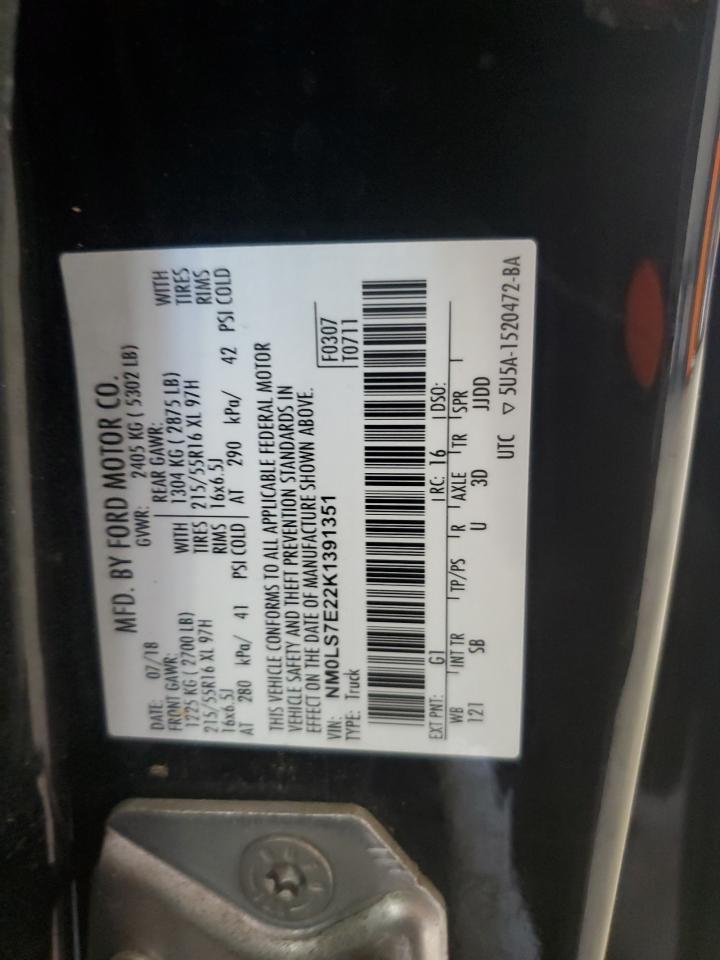 MFD. BY FORD MOTOR CO.
DATE: 07/18 GVWR: 2405 KG ( 5302 LB)
FRONT GAWR: REAR GAWR:
1225 KG ( 2700 LB) WITH 1304 KG ( 2875 LB) WITH
215/55R16 XL 97H TIRES 215/55R16 XL 97H TIRES
16x6.5J RIMS 16x6.5J RIMS
AT 280 kPa/ 41 PSI COLD AT 290 kPa/ 42 PSI COLD
THIS VEHICLE CONFORMS TO ALL APPLICABLE FEDERAL MOTOR
VEHICLE SAFETY AND THEFT PREVENTION STANDARDS IN
EFFECT ON THE DATE OF MANUFACTURE SHOWN ABOVE.
VIN: NM0LS7E22K1391351 F0307
TYPE: Truck T0711
EXT PNT: G1 RC: 16 DSO:
WB INT TR TP/PS R AXLE TR SPR
121 SB U 3D JJDD
UTC ▽ 5U5A-1520472-BA